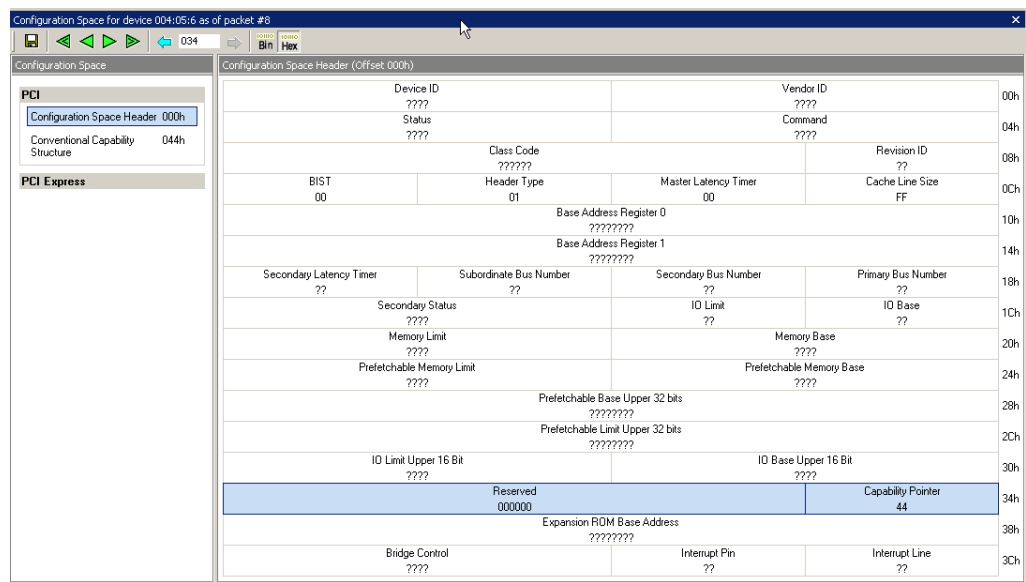 Configuration Space for device 004:05:6 as of packet #8
034 Bin Hex
Configuration Space
Configuration Space Header (Offset 000h)
PCI
Configuration Space Header 000h
Conventional Capability Structure 044h
PCI Express
Device ID Vendor ID 00h
???? ????
Status Command 04h
???? ????
Class Code Revision ID 08h
?????? ??
BIST Header Type Master Latency Timer Cache Line Size 0Ch
00 01 00 FF
Base Address Register 0 10h
????????
Base Address Register 1 14h
????????
Secondary Latency Timer Subordinate Bus Number Secondary Bus Number Primary Bus Number 18h
?? ?? ?? ??
Secondary Status IO Limit IO Base 1Ch
???? ?? ??
Memory Limit Memory Base 20h
???? ????
Prefetchable Memory Limit Prefetchable Memory Base 24h
???? ????
Prefetchable Base Upper 32 bits 28h
????????
Prefetchable Limit Upper 32 bits 2Ch
????????
IO Limit Upper 16 Bit IO Base Upper 16 Bit 30h
???? ????
Reserved Capability Pointer 34h
000000 44
Expansion ROM Base Address 38h
????????
Bridge Control Interrupt Pin Interrupt Line 3Ch
???? ?? ??